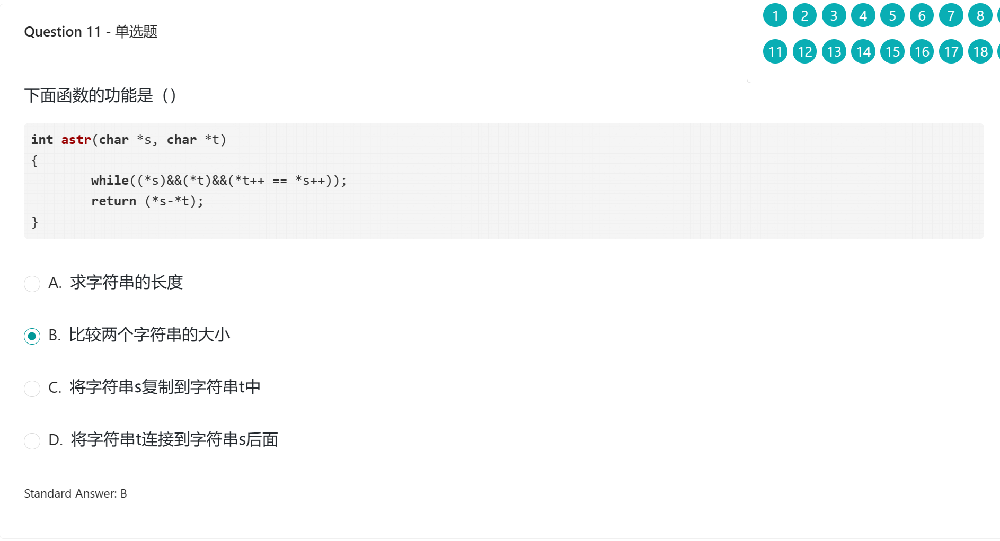 1 2 3 4 5 6 7 8
Question 11 - 单选题
11 12 13 14 15 16 17 18
下面函数的功能是（）
int astr(char *s, char *t)
{
        while((*s)&&(*t)&&(*t++ == *s++));
        return (*s-*t);
}
A. 求字符串的长度
B. 比较两个字符串的大小
C. 将字符串s复制到字符串t中
D. 将字符串t连接到字符串s后面
Standard Answer: B